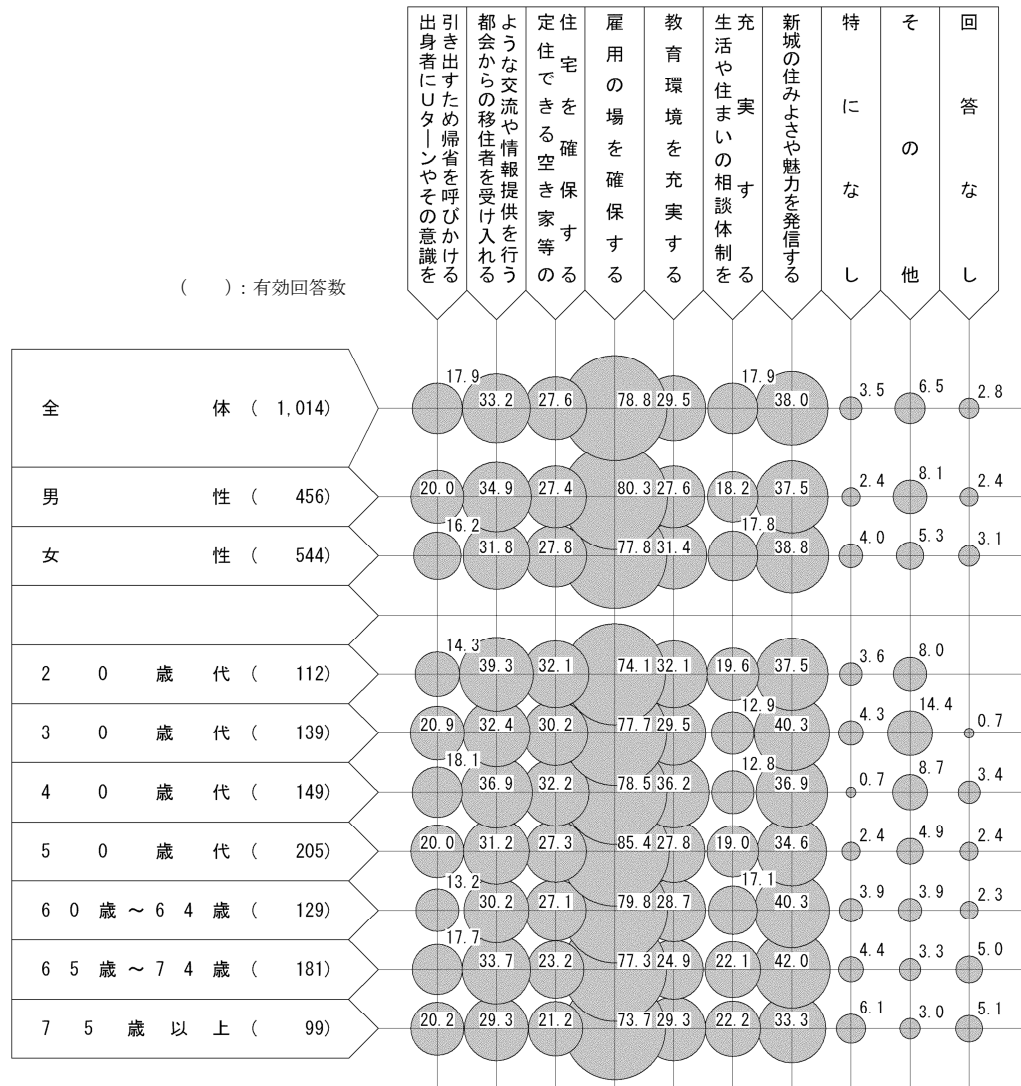 出身者にUターンやその意識を
引き出すため帰省を呼びかける
都会からの移住者を受け入れる
ような交流や情報提供を行う
定住できる空き家等の
住宅を確保する
雇用の場を確保する
教育環境を充実する
生活や住まいの相談体制を
充実する
新城の住みよさや魅力を発信する
特になし
その他
回答なし
(　　):有効回答数
全体( 1,014) 17.9 33.2 27.6 78.8 29.5 17.9 38.0 3.5 6.5 2.8
男性( 456) 20.0 34.9 27.4 80.3 27.6 18.2 37.5 2.4 8.1 2.4
女性( 544) 16.2 31.8 27.8 77.8 31.4 17.8 38.8 4.0 5.3 3.1
20歳代( 112) 14.3 39.3 32.1 74.1 32.1 19.6 37.5 3.6 8.0
30歳代( 139) 20.9 32.4 30.2 77.7 29.5 12.9 40.3 4.3 14.4 0.7
40歳代( 149) 18.1 36.9 32.2 78.5 36.2 12.8 36.9 0.7 8.7 3.4
50歳代( 205) 20.0 31.2 27.3 85.4 27.8 19.0 34.6 2.4 4.9 2.4
60歳～64歳( 129) 13.2 30.2 27.1 79.8 28.7 17.1 40.3 3.9 3.9 2.3
65歳～74歳( 181) 17.7 33.7 23.2 77.3 24.9 22.1 42.0 4.4 3.3 5.0
75歳以上( 99) 20.2 29.3 21.2 73.7 29.3 22.2 33.3 6.1 3.0 5.1